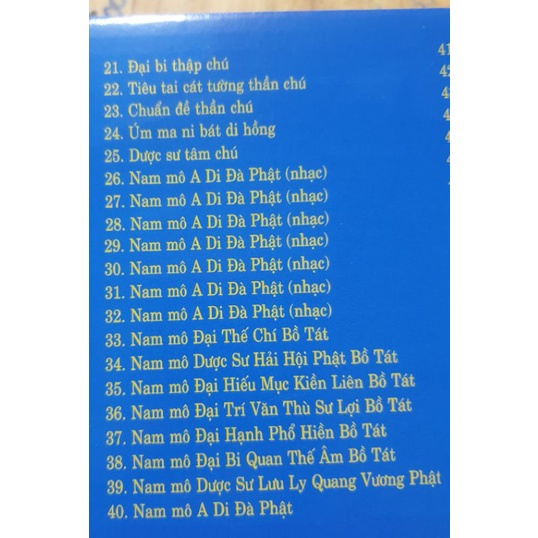 21. Đại bi thập chú
22. Tiêu tai cát tường thần chú
23. Chuẩn đề thần chú
24. Úm ma ni bát di hồng
25. Dược sư tâm chú
26. Nam mô A Di Đà Phật (nhạc)
27. Nam mô A Di Đà Phật (nhạc)
28. Nam mô A Di Đà Phật (nhạc)
29. Nam mô A Di Đà Phật (nhạc)
30. Nam mô A Di Đà Phật (nhạc)
31. Nam mô A Di Đà Phật (nhạc)
32. Nam mô A Di Đà Phật (nhạc)
33. Nam mô Đại Thế Chí Bồ Tát
34. Nam mô Dược Sư Hải Hội Phật Bồ Tát
35. Nam mô Đại Hiếu Mục Kiền Liên Bồ Tát
36. Nam mô Đại Trí Văn Thù Sư Lợi Bồ Tát
37. Nam mô Đại Hạnh Phổ Hiền Bồ Tát
38. Nam mô Đại Bi Quan Thế Âm Bồ Tát
39. Nam mô Dược Sư Lưu Ly Quang Vương Phật
40. Nam mô A Di Đà Phật